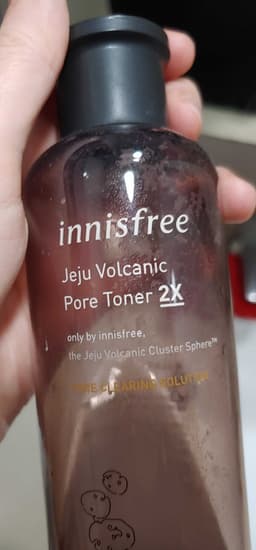 innisfree
Jeju Volcanic
Pore Toner 2X
only by innisfree,
the Jeju Volcanic Cluster Sphere™
PORE CLEARING SOLUTION